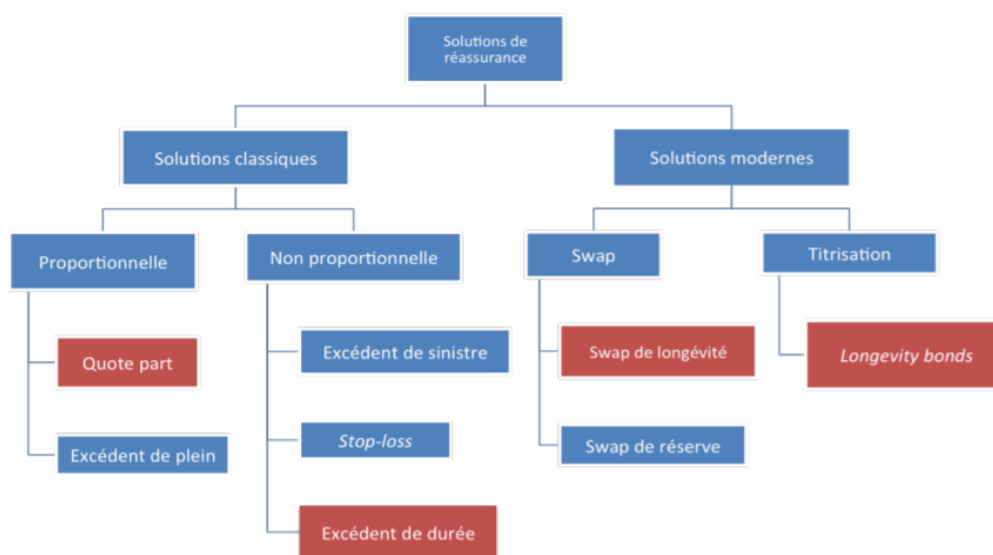 Solutions de
réassurance
Solutions classiques
Solutions modernes
Proportionnelle
Non proportionnelle
Swap
Titrisation
Quote part
Excédent de sinistre
Swap de longévité
Longevity bonds
Excédent de plein
Stop-loss
Swap de réserve
Excédent de durée